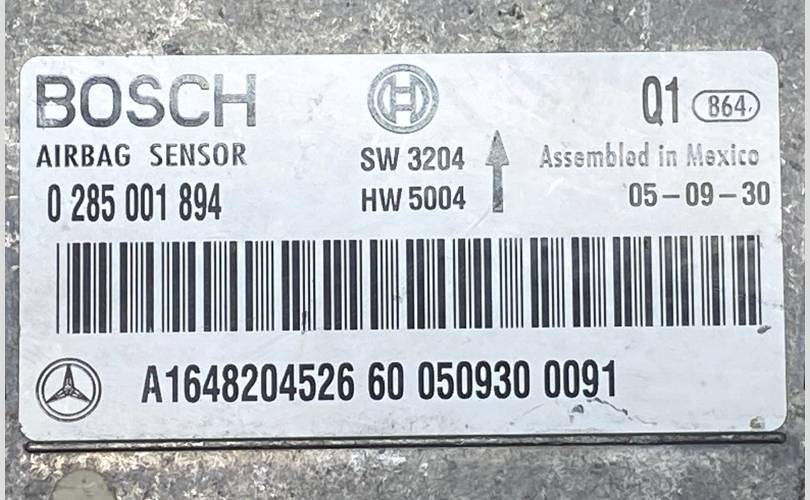 BOSCH
Q1 864
AIRBAG SENSOR
SW 3204
Assembled in Mexico
0 285 001 894
HW 5004
05-09-30
A1648204526 60 050930 0091